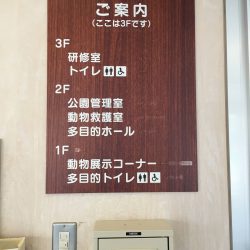 ご案内
(ここは3Fです)
3F
研修室
トイレ
2F
公園管理室
動物救護室
多目的ホール
1F
動物展示コーナー
多目的トイレ